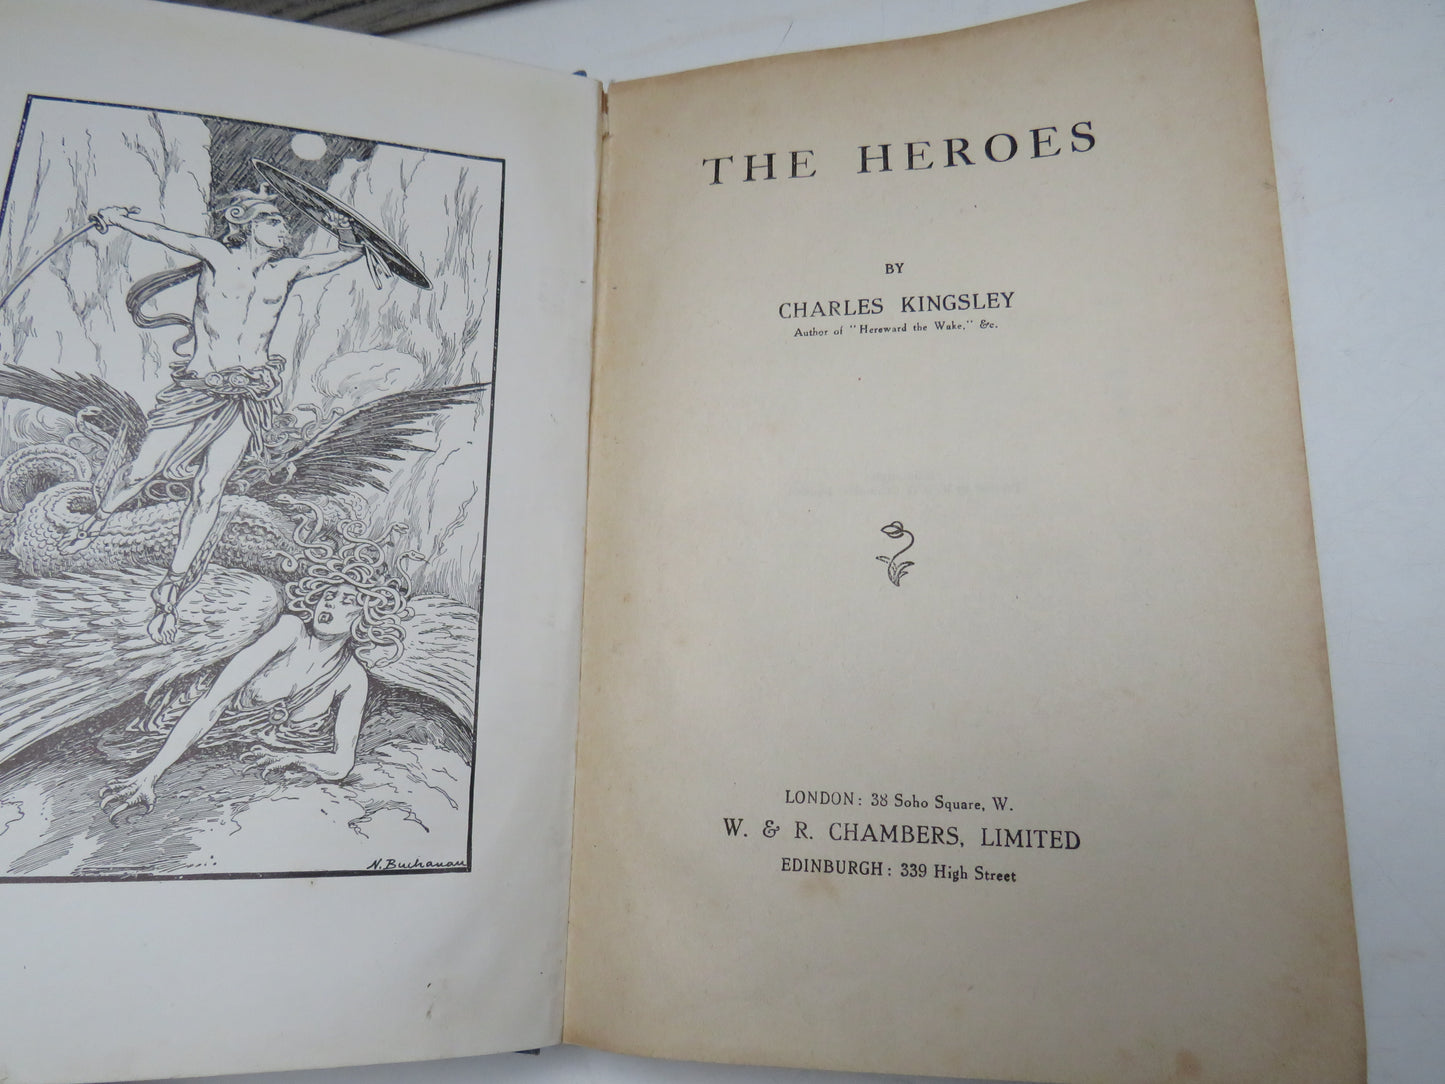 N. Buchanan
THE HEROES
BY
CHARLES KINGSLEY
Author of "Hereward the Wake," &c.
LONDON: 38 Soho Square, W.
W. & R. CHAMBERS, LIMITED
EDINBURGH: 339 High Street